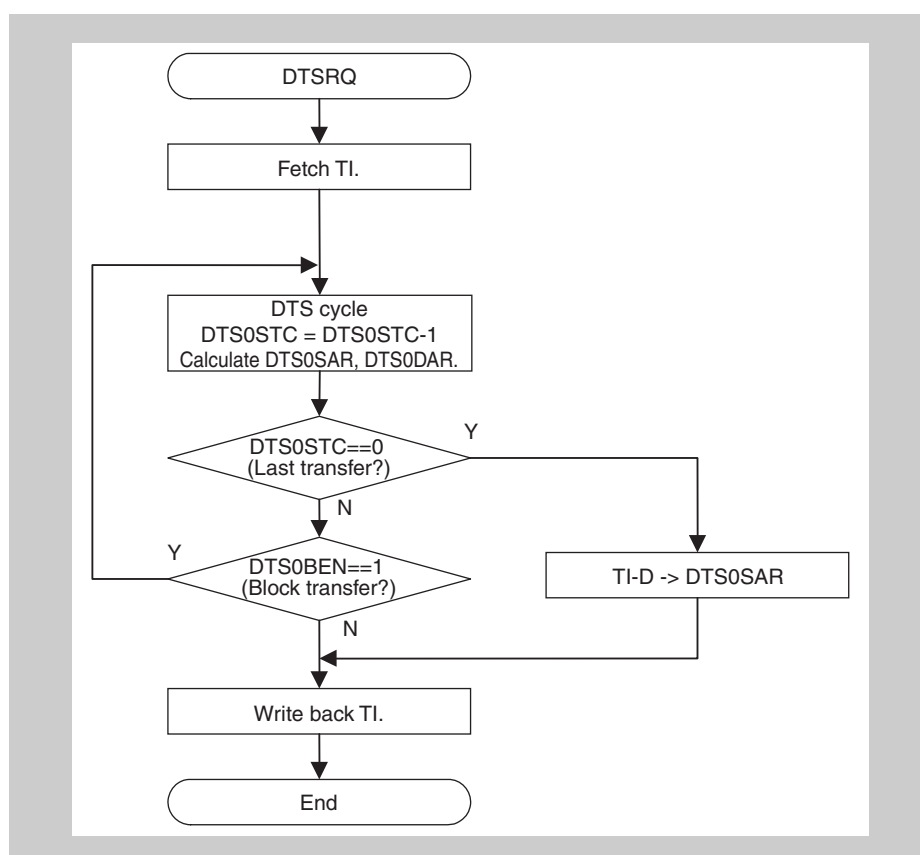 DTSRQ
Fetch TI.
DTS cycle
DTS0STC = DTS0STC-1
Calculate DTS0SAR, DTS0DAR.
DTS0STC==0
(Last transfer?)
Y
N
Y
DTS0BEN==1
(Block transfer?)
TI-D -> DTS0SAR
N
Write back TI.
End